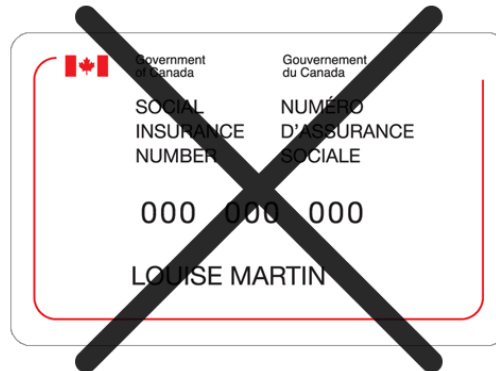 Government
of Canada
Gouvernement
du Canada
SOCIAL
INSURANCE
NUMBER
NUMÉRO
D'ASSURANCE
SOCIALE
000 000 000
LOUISE MARTIN